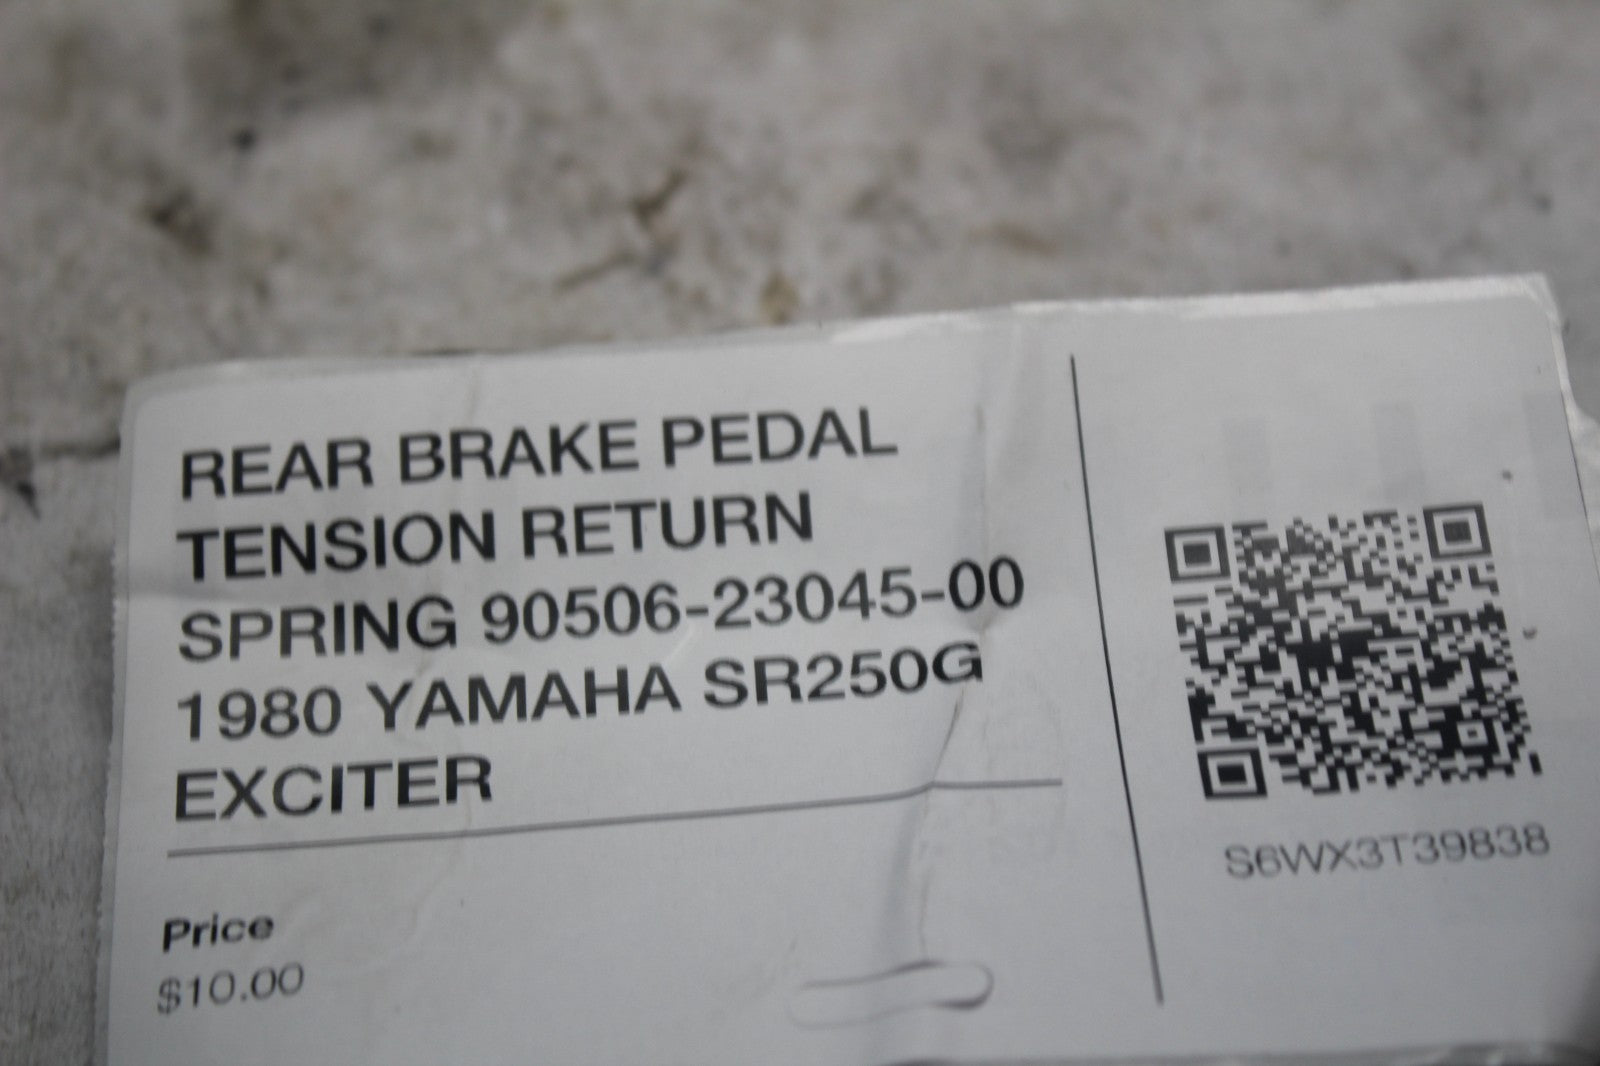 REAR BRAKE PEDAL
TENSION RETURN
SPRING 90506-23045-00
1980 YAMAHA SR250G
EXCITER
Price
$10.00
S6WX3T39838